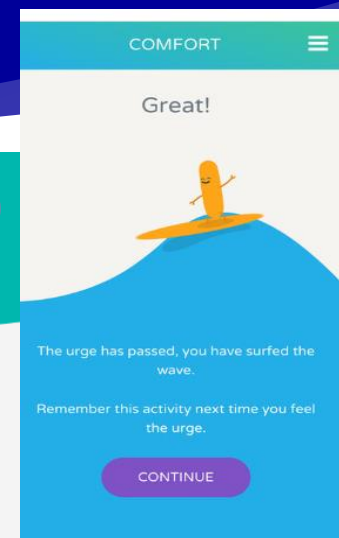 COMFORT
Great!
The urge has passed, you have surfed the
wave.
Remember this activity next time you feel
the urge.
CONTINUE